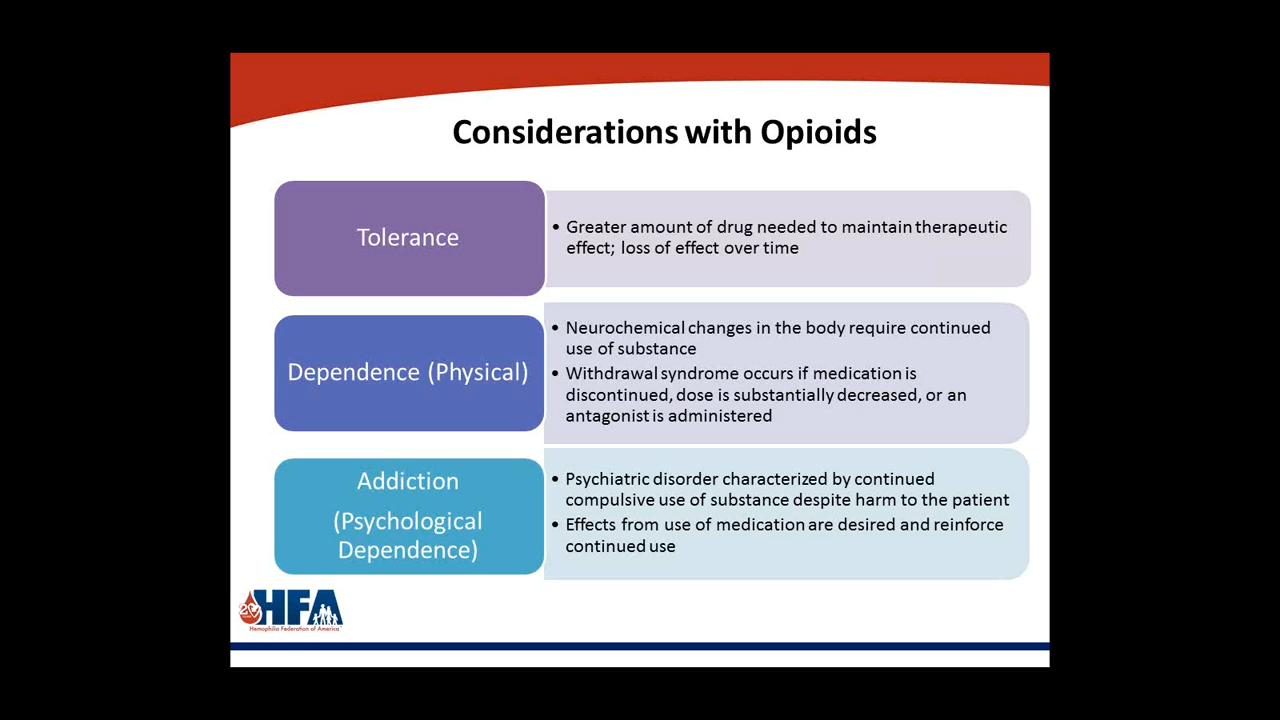 Considerations with Opioids
Tolerance
• Greater amount of drug needed to maintain therapeutic
effect; loss of effect over time
Dependence (Physical)
• Neurochemical changes in the body require continued
use of substance
• Withdrawal syndrome occurs if medication is
discontinued, dose is substantially decreased, or an
antagonist is administered
Addiction
(Psychological
Dependence)
• Psychiatric disorder characterized by continued
compulsive use of substance despite harm to the patient
• Effects from use of medication are desired and reinforce
continued use
HFA
Hemophilia Federation of America